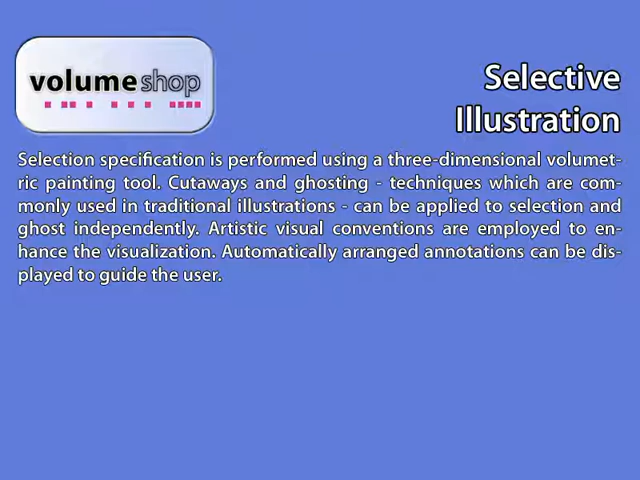 volumeshop
Selective
Illustration
Selection specification is performed using a three-dimensional volumet-
ric painting tool. Cutaways and ghosting - techniques which are com-
monly used in traditional illustrations - can be applied to selection and
ghost independently. Artistic visual conventions are employed to en-
hance the visualization. Automatically arranged annotations can be dis-
played to guide the user.